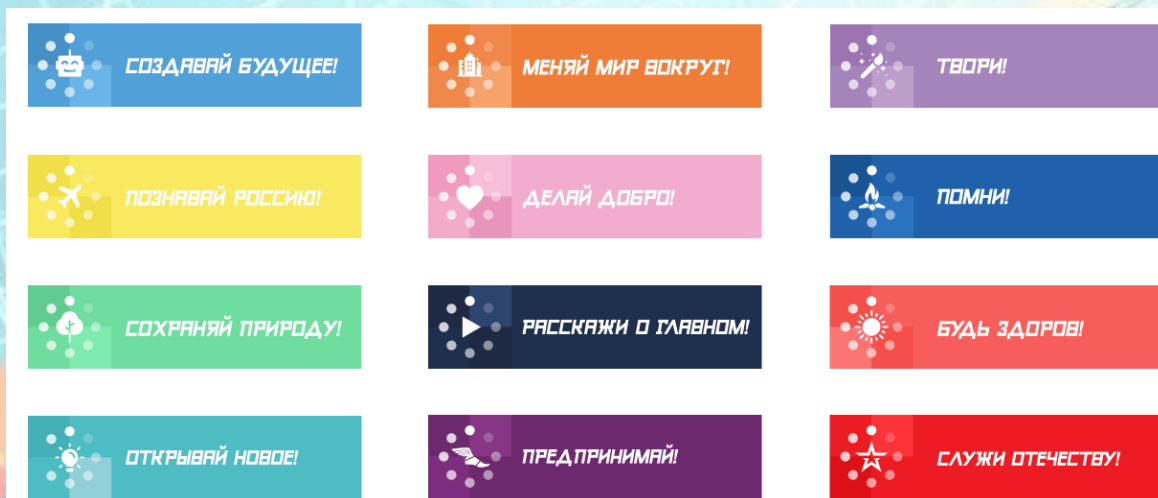 СОЗДАВАЙ БУДУЩЕЕ!
МЕНЯЙ МИР ВОКРУГ!
ТВОРИ!
ПОЗНАВАЙ РОССИЮ!
ДЕЛАЙ ДОБРО!
ПОМНИ!
СОХРАНЯЙ ПРИРОДУ!
РАССКАЖИ О ГЛАВНОМ!
БУДЬ ЗДОРОВ!
ОТКРЫВАЙ НОВОЕ!
ПРЕДПРИНИМАЙ!
СЛУЖИ ОТЕЧЕСТВУ!